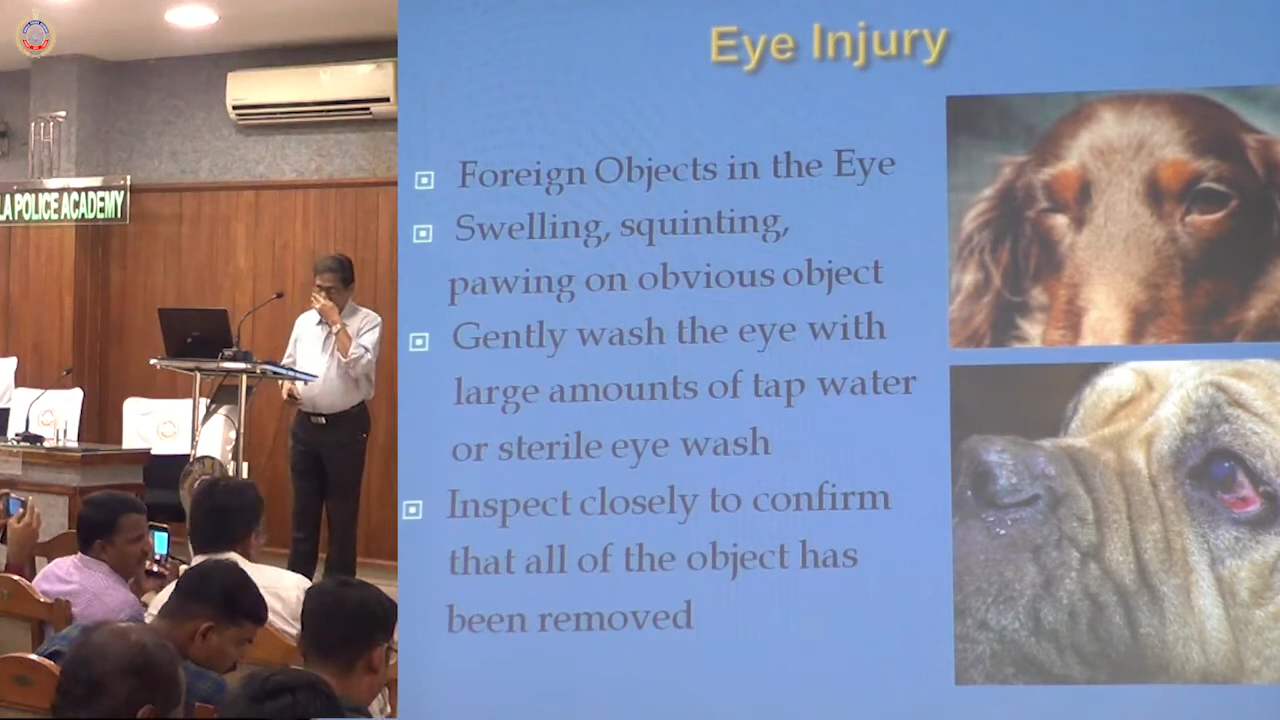 LA POLICE ACADEMY
Eye Injury
Foreign Objects in the Eye
Swelling, squinting,
pawing on obvious object
Gently wash the eye with
large amounts of tap water
or sterile eye wash
Inspect closely to confirm
that all of the object has
been removed